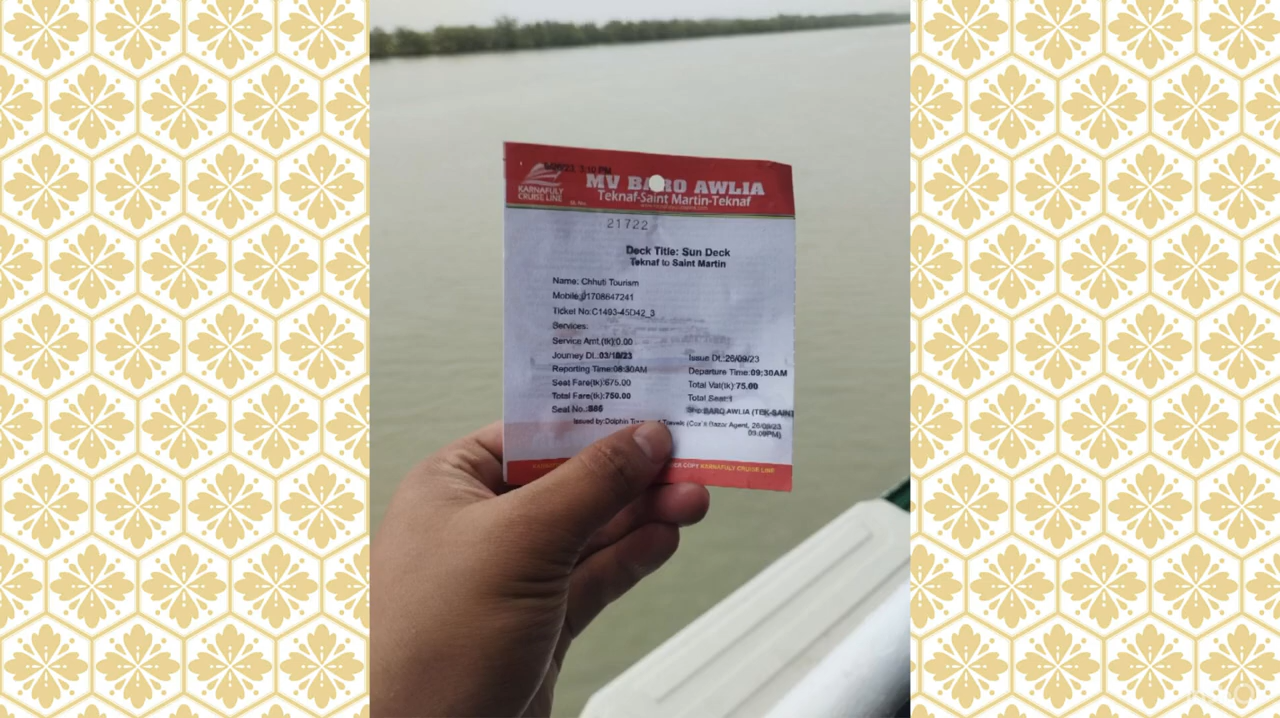 KARNAFULY
CRUISE LINE
MV BARO AWLIA
Teknaf-Saint Martin-Teknaf
21722
Deck Title: Sun Deck
Teknaf to Saint Martin
Name: Chhuti Tourism
Mobile:01708647241
Ticket No:C1493-45D42_3
Services:
Service Amt.(tk):0.00
Journey Dt.:03/10/23 Issue Dt.:26/09/23
Reporting Time:08:30AM Departure Time:09:30AM
Seat Fare(tk):675.00 Total Vat(tk):75.00
Total Fare(tk):750.00 Total Seat:1
Seat No.:S86 Ship:BARO AWLIA (TEK-SAINT
Issued by:Dolphin Travels (Cox's Bazar Agent, 26/09/23
03:09PM)
COPY KARNAFULY CRUISE LINE